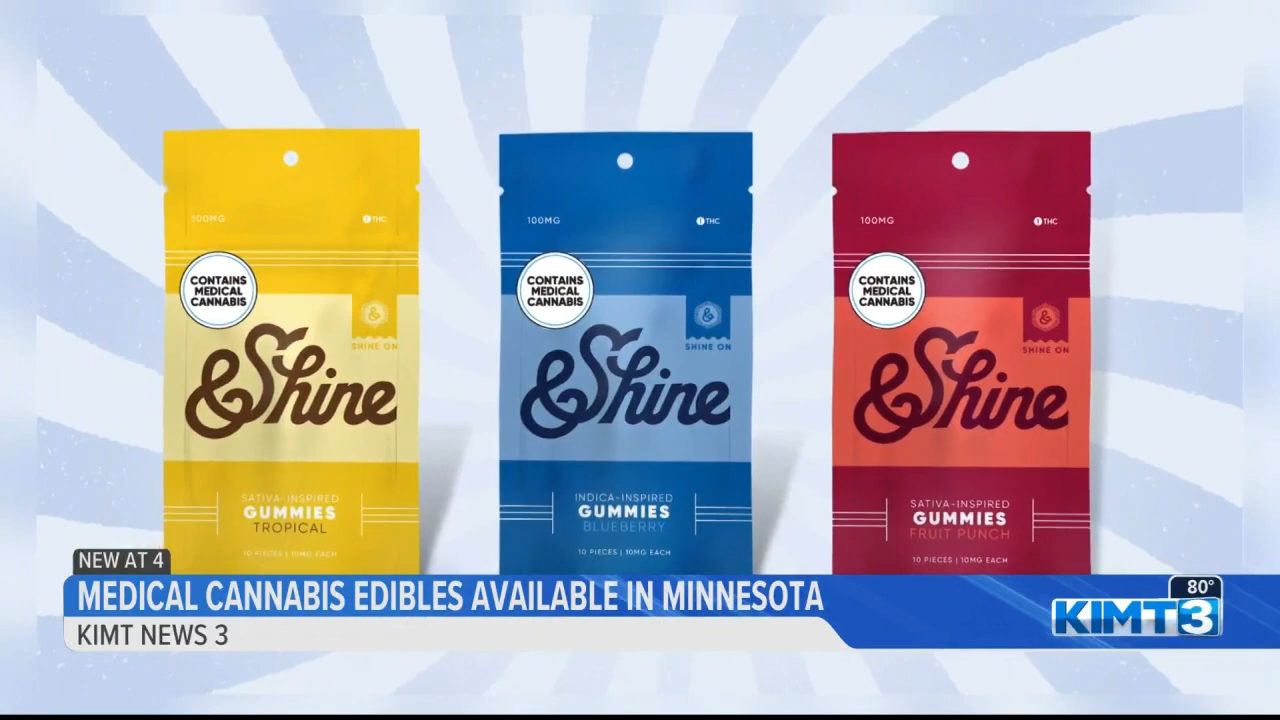 100MG
! THC
CONTAINS
MEDICAL
CANNABIS
&
SHINE ON
&Shine
SATIVA-INSPIRED
GUMMIES
TROPICAL
10 PIECES | 10MG EACH
100MG
! THC
CONTAINS
MEDICAL
CANNABIS
&
SHINE ON
&Shine
INDICA-INSPIRED
GUMMIES
BLUEBERRY
10 PIECES | 10MG EACH
100MG
! THC
CONTAINS
MEDICAL
CANNABIS
&
SHINE ON
&Shine
SATIVA-INSPIRED
GUMMIES
FRUIT PUNCH
10 PIECES | 10MG EACH
NEW AT 4
MEDICAL CANNABIS EDIBLES AVAILABLE IN MINNESOTA
KIMT NEWS 3
80°
KIMT 3